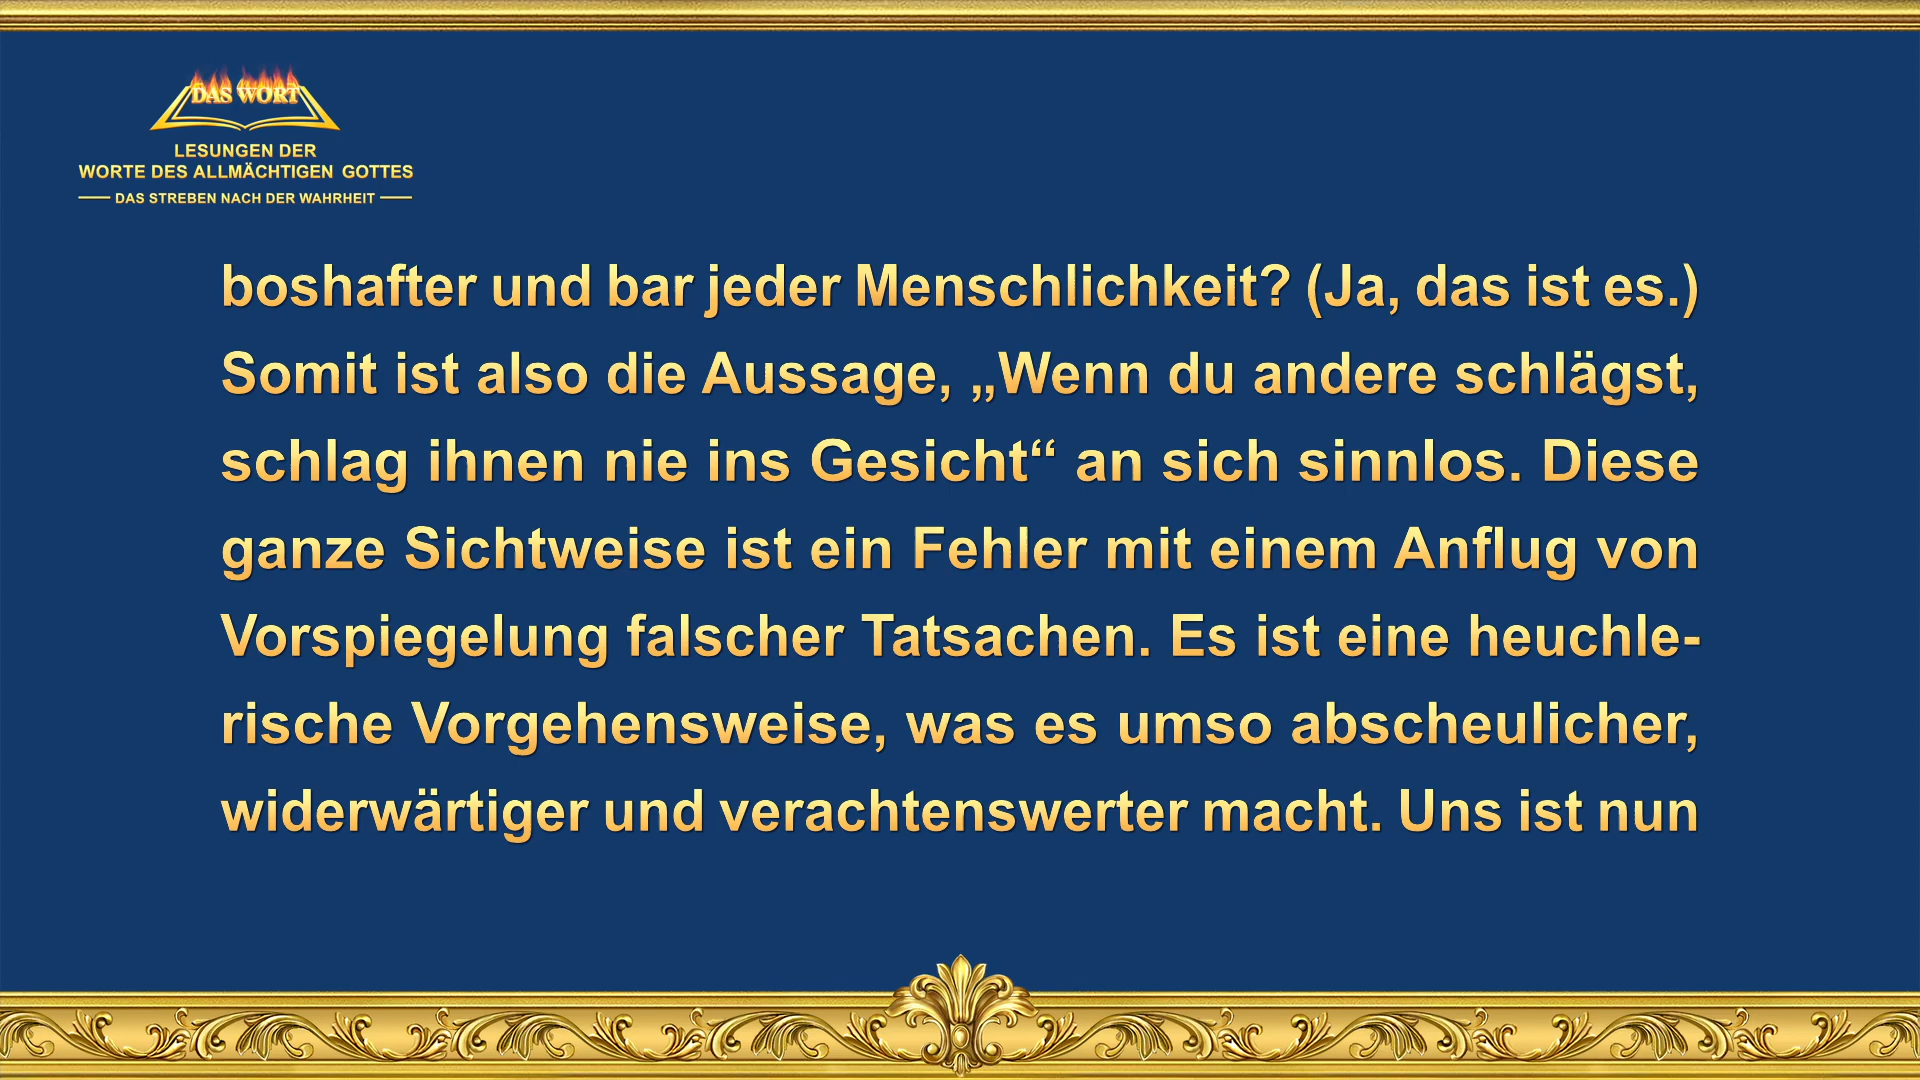 DAS WORT
LESUNGEN DER
WORTE DES ALLMÄCHTIGEN GOTTES
DAS STREBEN NACH DER WAHRHEIT
boshafter und bar jeder Menschlichkeit? (Ja, das ist es.)
Somit ist also die Aussage, „Wenn du andere schlägst,
schlag ihnen nie ins Gesicht“ an sich sinnlos. Diese
ganze Sichtweise ist ein Fehler mit einem Anflug von
Vorspiegelung falscher Tatsachen. Es ist eine heuchle-
rische Vorgehensweise, was es umso abscheulicher,
widerwärtiger und verachtenswerter macht. Uns ist nun